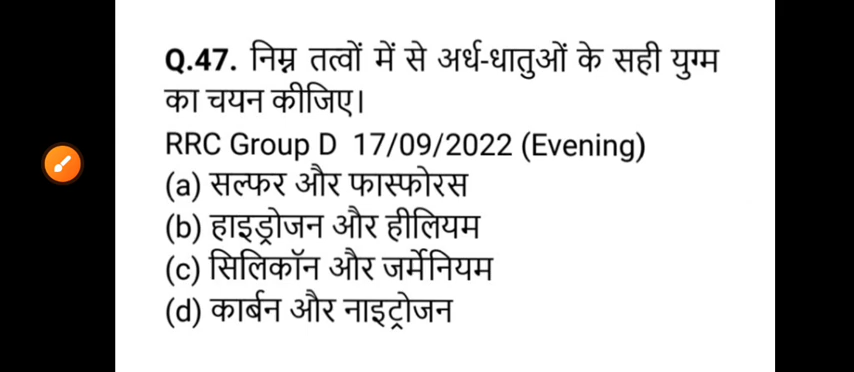 Q.47. निम्न तत्वों में से अर्ध-धातुओं के सही युग्म
का चयन कीजिए।
RRC Group D 17/09/2022 (Evening)
(a) सल्फर और फास्फोरस
(b) हाइड्रोजन और हीलियम
(c) सिलिकॉन और जर्मेनियम
(d) कार्बन और नाइट्रोजन